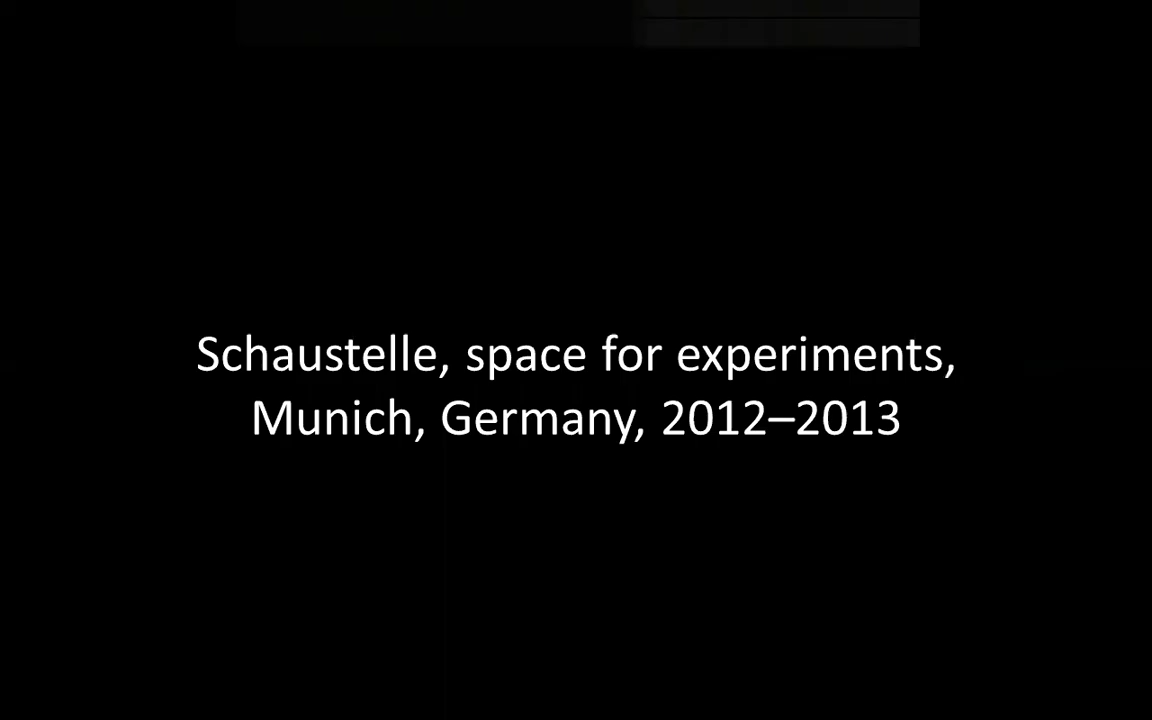 Schaustelle, space for experiments,
Munich, Germany, 2012–2013